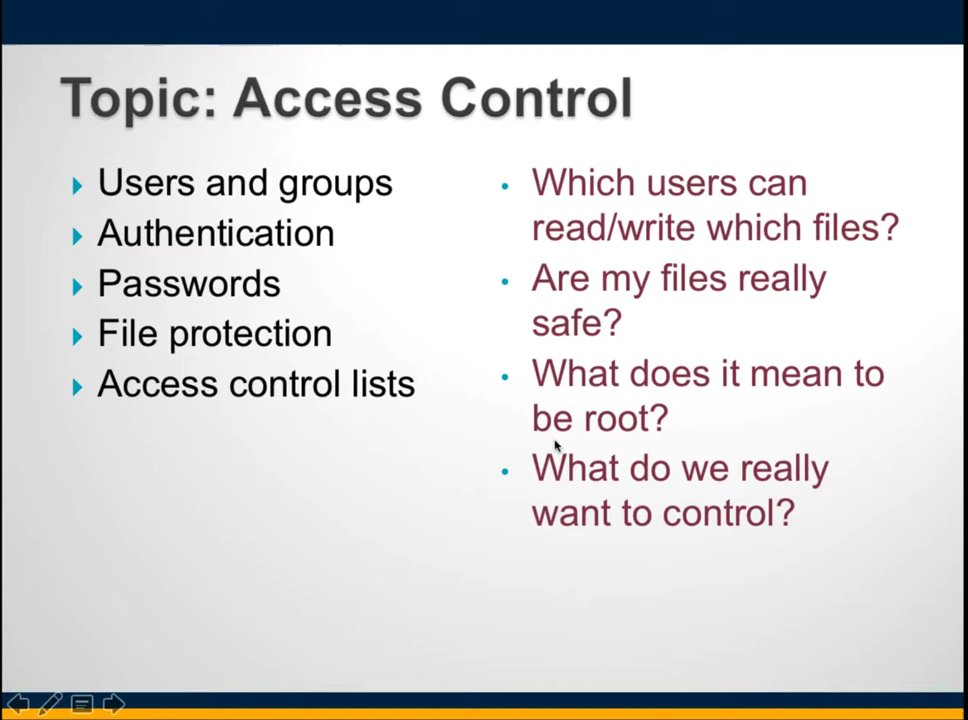 Topic: Access Control
Users and groups
Authentication
Passwords
File protection
Access control lists
Which users can
read/write which files?
Are my files really
safe?
What does it mean to
be root?
What do we really
want to control?